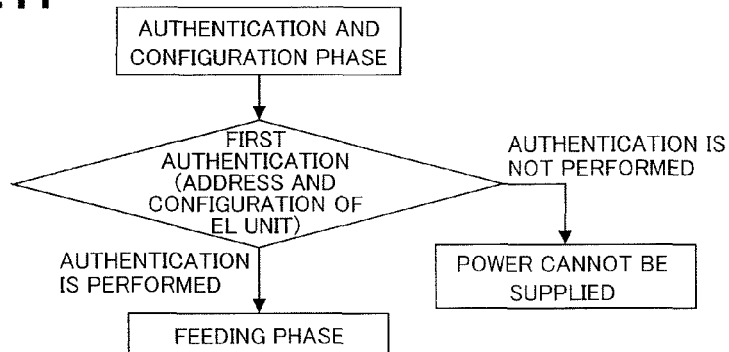 AUTHENTICATION AND
CONFIGURATION PHASE
FIRST
AUTHENTICATION
(ADDRESS AND
CONFIGURATION OF
EL UNIT)
AUTHENTICATION IS
NOT PERFORMED
AUTHENTICATION
IS PERFORMED
POWER CANNOT BE
SUPPLIED
FEEDING PHASE